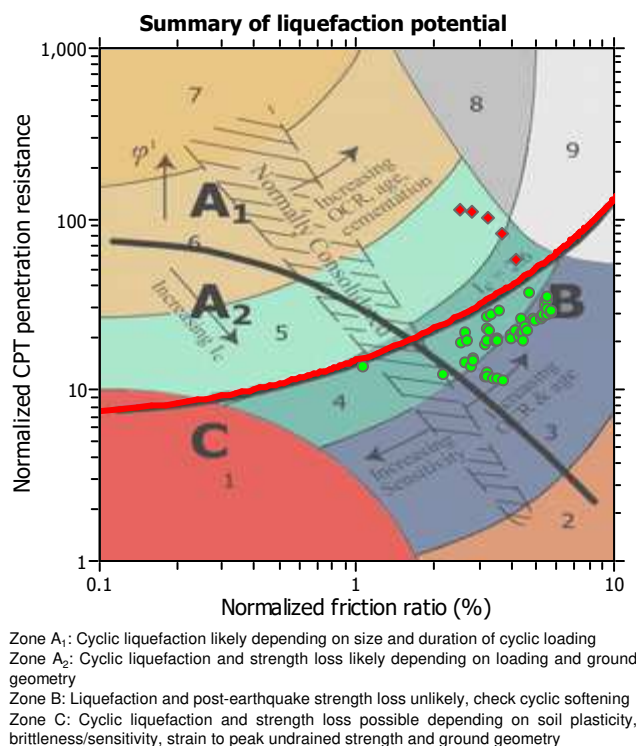 Summary of liquefaction potential
1,000
100
10
1
Normalized CPT penetration resistance
7
8
9
φ'
A1
Increasing
OCR, age,
cementation
Normally Consolidated
6
A2
Increasing Ic
5
B
4
Increasing
OCR & age
Increasing
Sensitivity
3
C
1
2
0.1
1
10
Normalized friction ratio (%)
Zone A1: Cyclic liquefaction likely depending on size and duration of cyclic loading
Zone A2: Cyclic liquefaction and strength loss likely depending on loading and ground
geometry
Zone B: Liquefaction and post-earthquake strength loss unlikely, check cyclic softening
Zone C: Cyclic liquefaction and strength loss possible depending on soil plasticity,
brittleness/sensitivity, strain to peak undrained strength and ground geometry